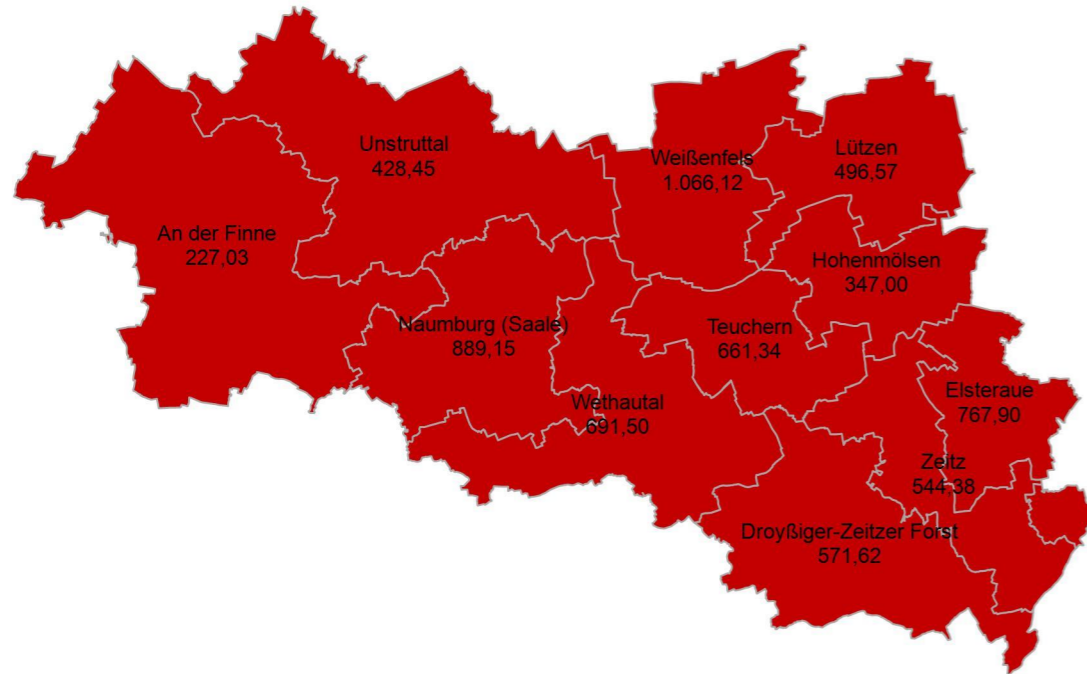 Unstruttal
428,45
Weißenfels
1.066,12
Lützen
496,57
An der Finne
227,03
Hohenmölsen
347,00
Naumburg (Saale)
889,15
Teuchern
661,34
Wethautal
691,50
Elsteraue
767,90
Zeitz
544,38
Droyßiger-Zeitzer Forst
571,62